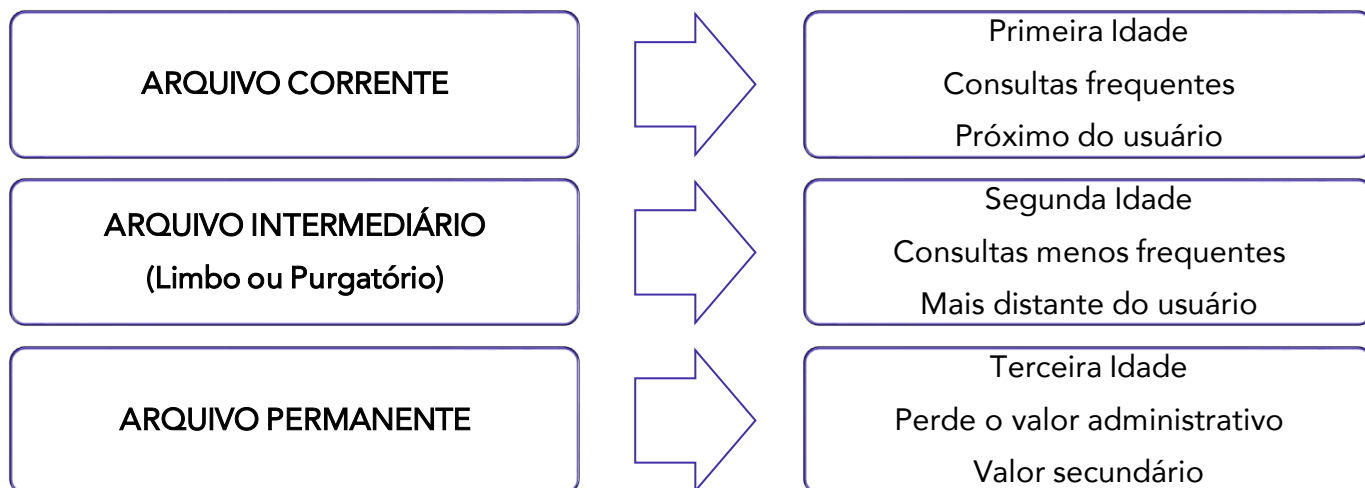 ARQUIVO CORRENTE
Primeira Idade
Consultas frequentes
Próximo do usuário
ARQUIVO INTERMEDIÁRIO
(Limbo ou Purgatório)
Segunda Idade
Consultas menos frequentes
Mais distante do usuário
ARQUIVO PERMANENTE
Terceira Idade
Perde o valor administrativo
Valor secundário